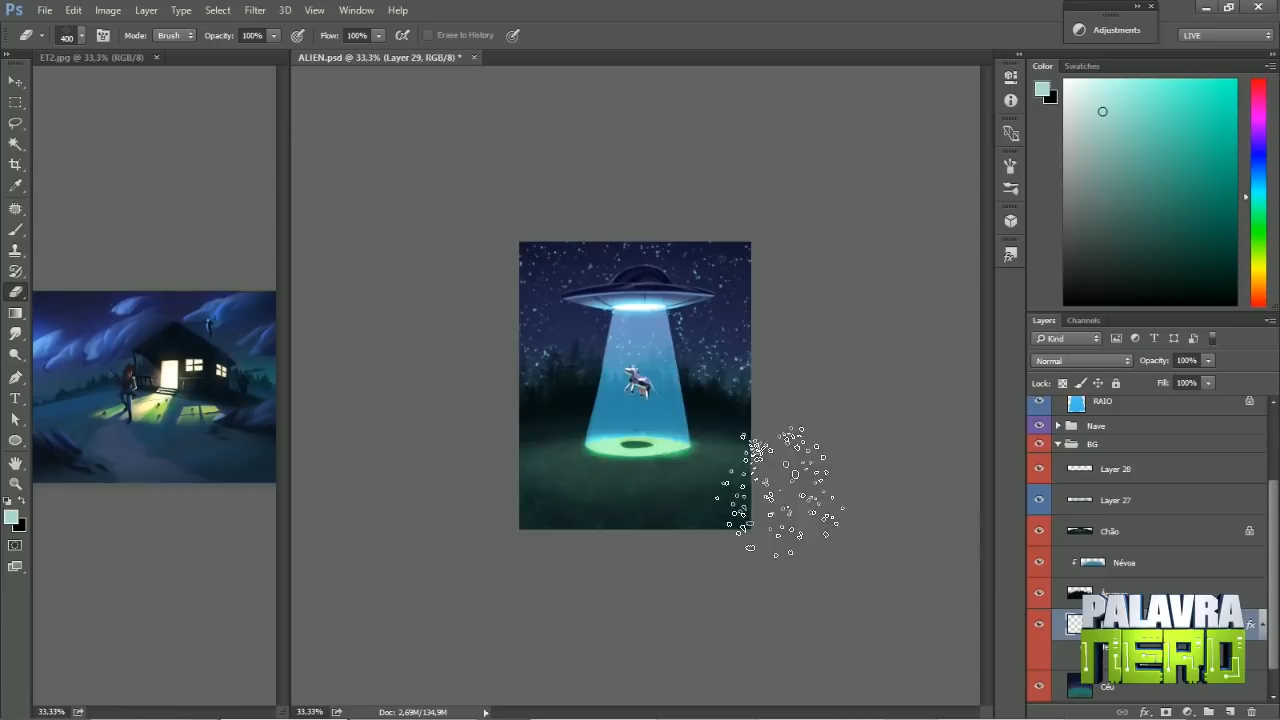 Ps File Edit Image Layer Type Select Filter 3D View Window Help
400 Mode: Brush Opacity: 100% Flow: 100% Erase to History
Adjustments
LIVE
ET2.jpg @ 33,3% (RGB/8) ×
ALIEN.psd @ 33,3% (Layer 29, RGB/8) * ×
Color Swatches
Layers Channels
Kind
Normal Opacity: 100%
Lock: Fill: 100%
RAIO
Nave
BG
Layer 28
Layer 27
Chão
Névoa
fx
PALAVRA
NERD
Céu
33,33%
33,33% Doc: 2,69M/134,9M